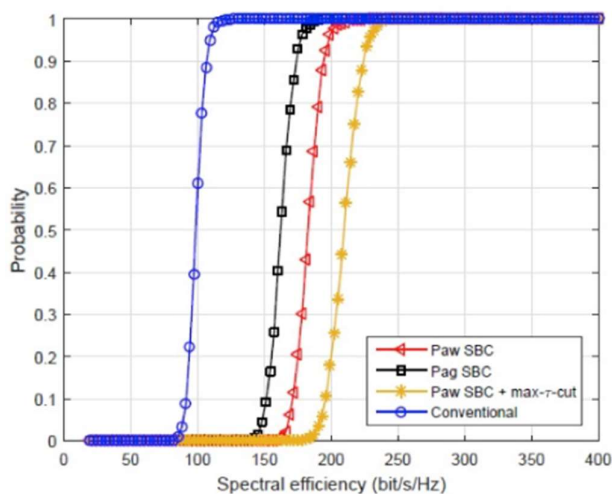 1
0.9
0.8
0.7
0.6
0.5
0.4
0.3
0.2
0.1
0
Probability
Paw SBC
Pag SBC
Paw SBC + max-τ-cut
Conventional
0 50 100 150 200 250 300 350 400
Spectral efficiency (bit/s/Hz)